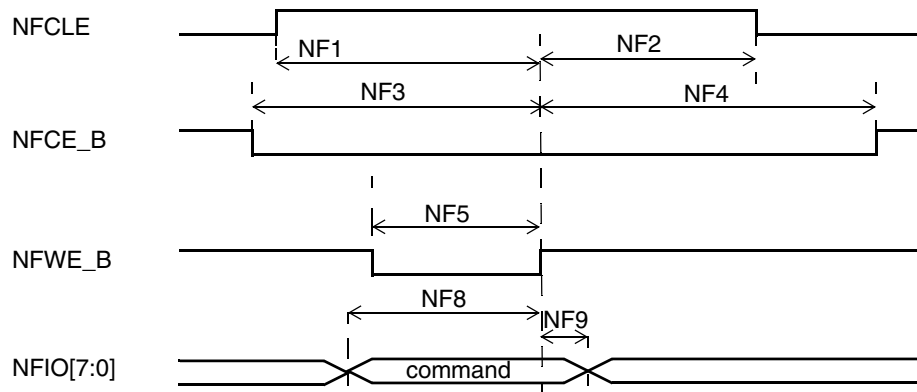 NFCLE
NF1
NF2
NF3
NF4
NFCE_B
NF5
NFWE_B
NF8
NF9
NFIO[7:0]
command